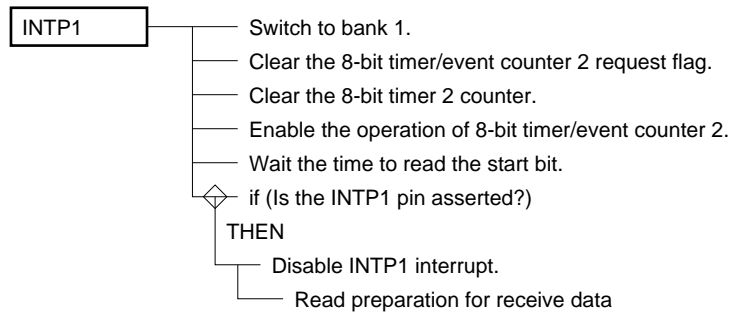 INTP1
Switch to bank 1.
Clear the 8-bit timer/event counter 2 request flag.
Clear the 8-bit timer 2 counter.
Enable the operation of 8-bit timer/event counter 2.
Wait the time to read the start bit.
if (Is the INTP1 pin asserted?)
THEN
Disable INTP1 interrupt.
Read preparation for receive data